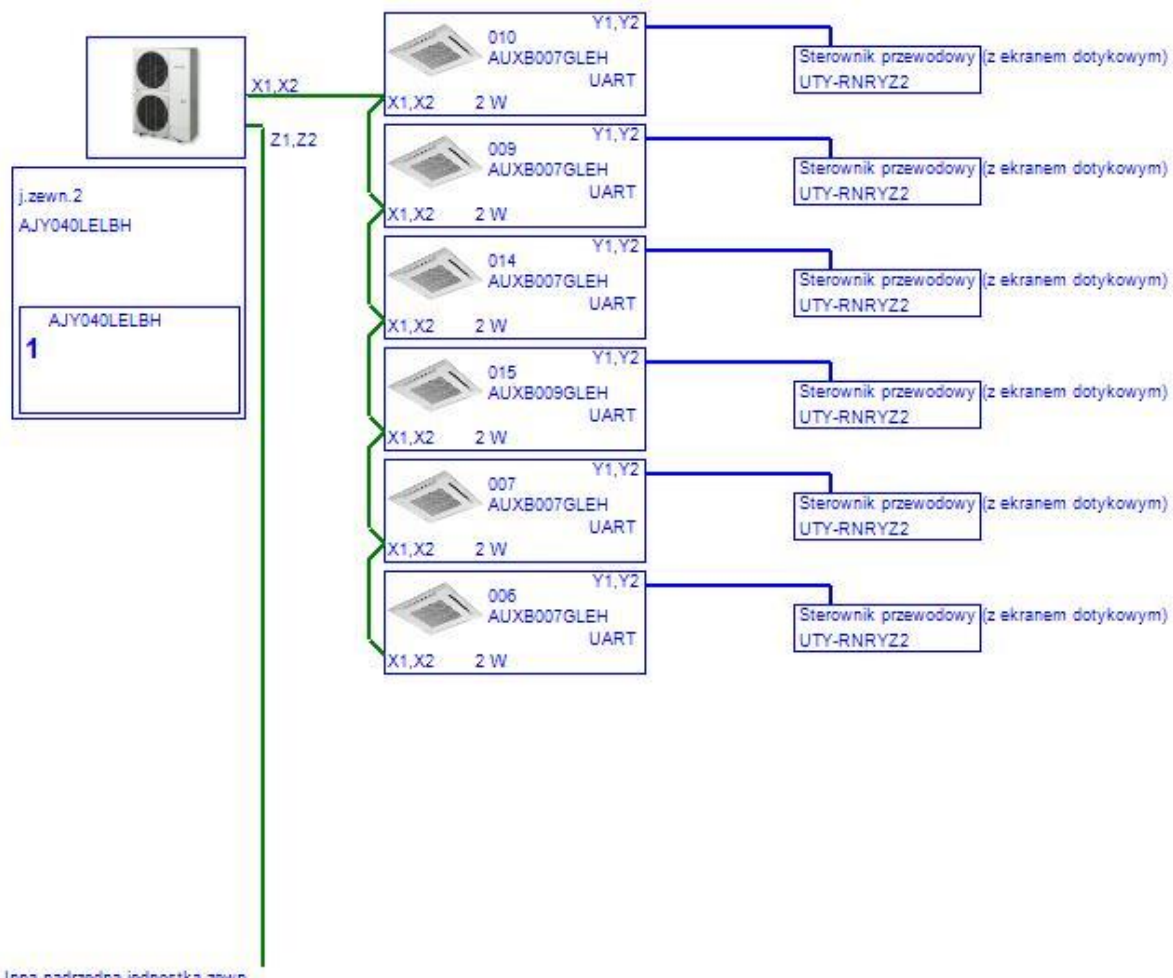 X1,X2
Z1,Z2
j.zewn.2
AJY040LELBH
AJY040LELBH
1
Y1,Y2
010
AUXB007GLEH
UART
X1,X2 2 W
Sterownik przewodowy (z ekranem dotykowym)
UTY-RNRYZ2
Y1,Y2
009
AUXB007GLEH
UART
X1,X2 2 W
Sterownik przewodowy (z ekranem dotykowym)
UTY-RNRYZ2
Y1,Y2
014
AUXB007GLEH
UART
X1,X2 2 W
Sterownik przewodowy (z ekranem dotykowym)
UTY-RNRYZ2
Y1,Y2
015
AUXB009GLEH
UART
X1,X2 2 W
Sterownik przewodowy (z ekranem dotykowym)
UTY-RNRYZ2
Y1,Y2
007
AUXB007GLEH
UART
X1,X2 2 W
Sterownik przewodowy (z ekranem dotykowym)
UTY-RNRYZ2
Y1,Y2
006
AUXB007GLEH
UART
X1,X2 2 W
Sterownik przewodowy (z ekranem dotykowym)
UTY-RNRYZ2
Inna nadrzędna jednostka zewn.